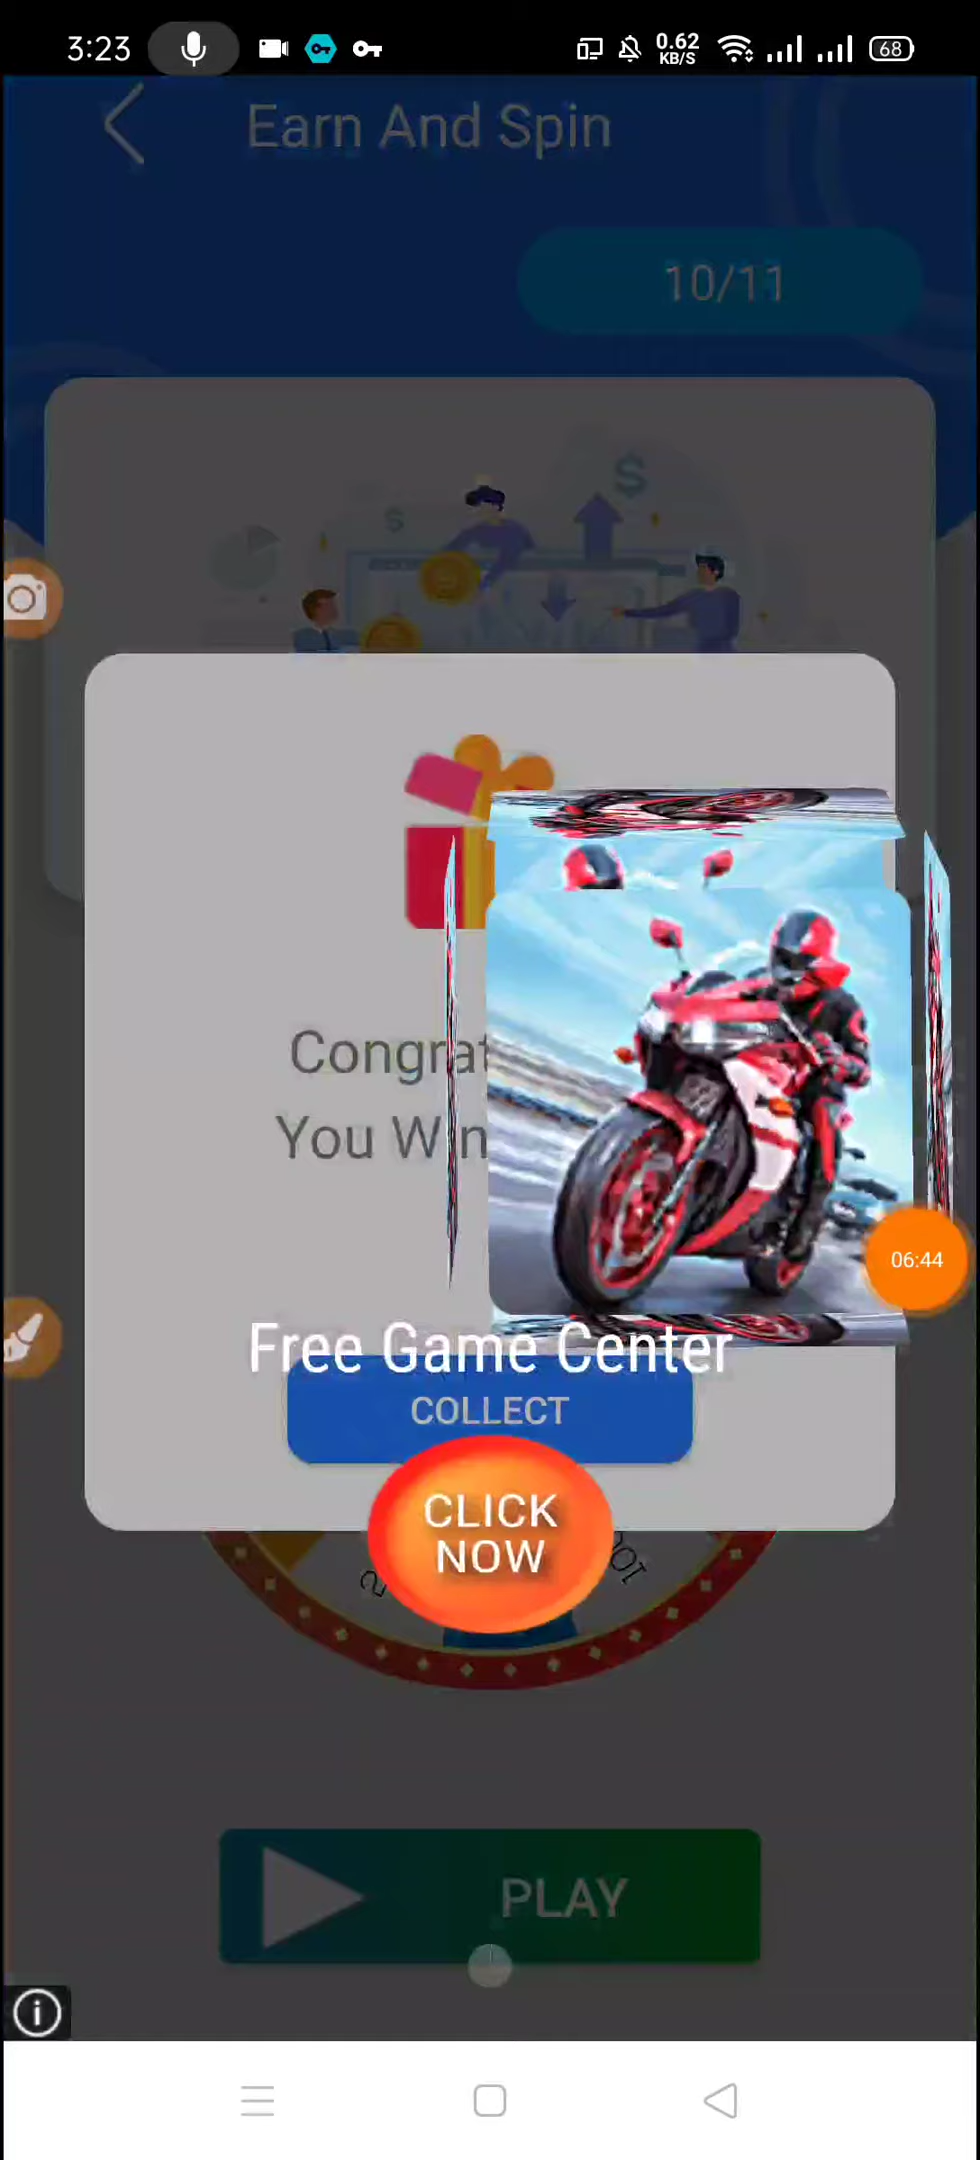 3:23
0.62
KB/S
68
Earn And Spin
10/11
$
$
Congrat
You Win
06:44
Free Game Center
COLLECT
CLICK
NOW
PLAY